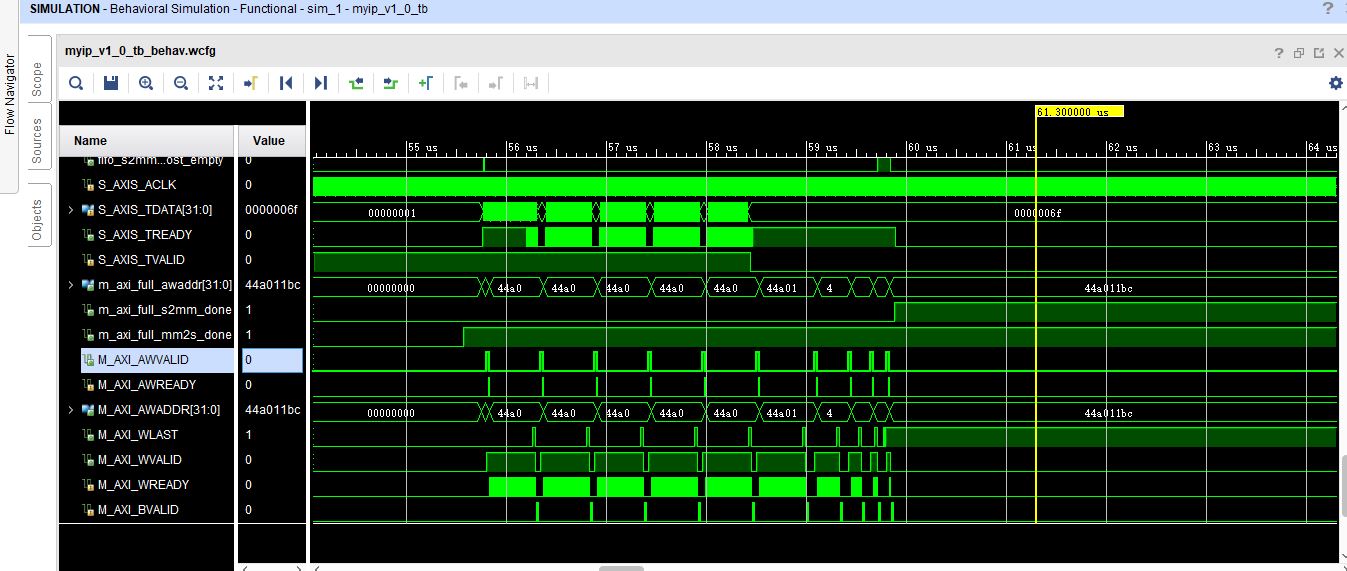 SIMULATION - Behavioral Simulation - Functional - sim_1 - myip_v1_0_tb
?
Flow Navigator
Scope
Sources
Objects
myip_v1_0_tb_behav.wcfg
?
Name Value
61.300000 us
55 us 56 us 57 us 58 us 59 us 60 us 61 us 62 us 63 us 64 us
fifo_s2mm...ost_empty 0
S_AXIS_ACLK 0
S_AXIS_TDATA[31:0] 0000006f 00000001 0000006f
S_AXIS_TREADY 0
S_AXIS_TVALID 0
m_axi_full_awaddr[31:0] 44a011bc 00000000 44a0 44a0 44a0 44a0 44a0 44a01 4 44a011bc
m_axi_full_s2mm_done 1
m_axi_full_mm2s_done 1
M_AXI_AWVALID 0
M_AXI_AWREADY 0
M_AXI_AWADDR[31:0] 44a011bc 00000000 44a0 44a0 44a0 44a0 44a0 44a01 4 44a011bc
M_AXI_WLAST 1
M_AXI_WVALID 0
M_AXI_WREADY 0
M_AXI_BVALID 0